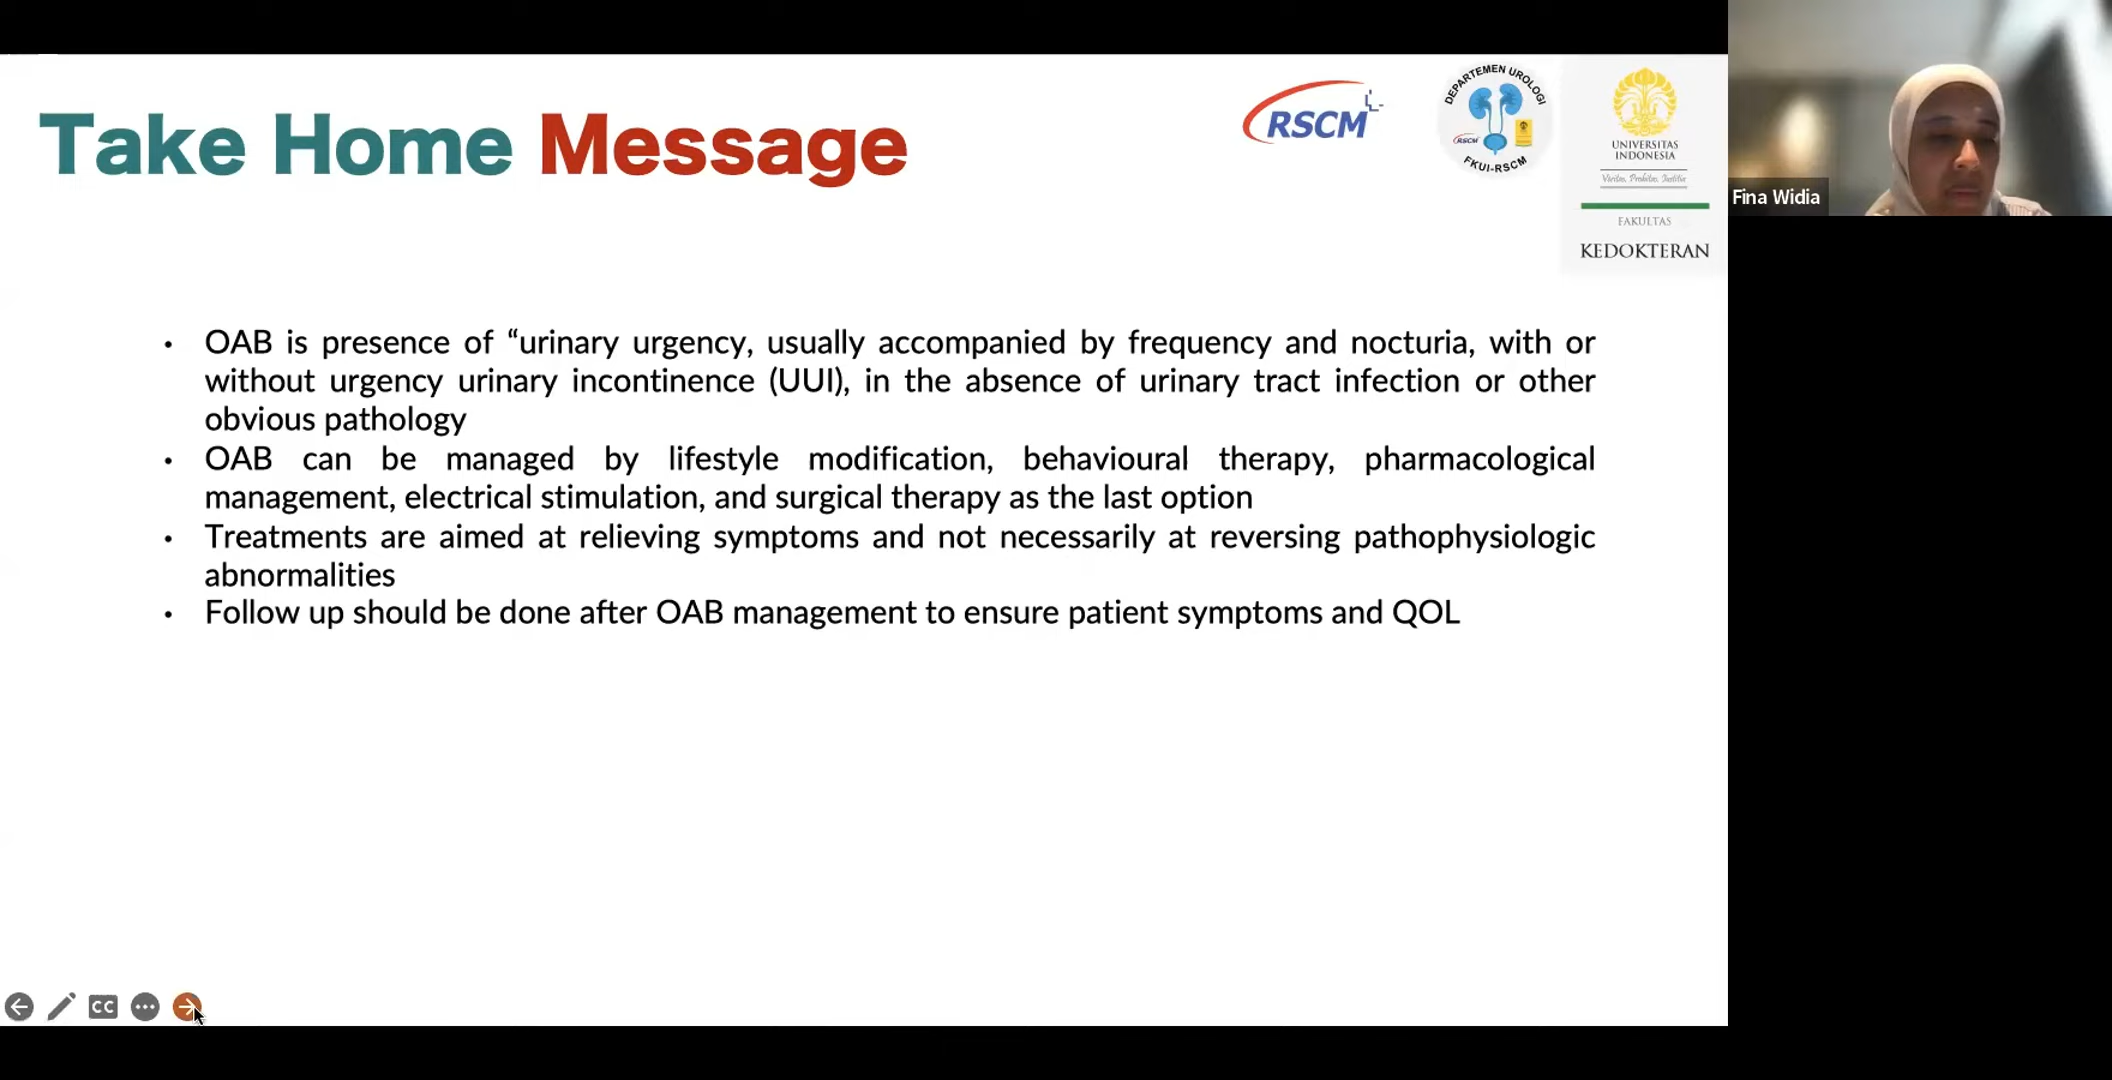 Take Home Message
RSCM
DEPARTEMEN UROLOGI
RSCM
FKUI-RSCM
UNIVERSITAS
INDONESIA
Veritas, Probitas, Iustitia
FAKULTAS
KEDOKTERAN
Fina Widia
• OAB is presence of “urinary urgency, usually accompanied by frequency and nocturia, with or
without urgency urinary incontinence (UUI), in the absence of urinary tract infection or other
obvious pathology
• OAB can be managed by lifestyle modification, behavioural therapy, pharmacological
management, electrical stimulation, and surgical therapy as the last option
• Treatments are aimed at relieving symptoms and not necessarily at reversing pathophysiologic
abnormalities
• Follow up should be done after OAB management to ensure patient symptoms and QOL
CC